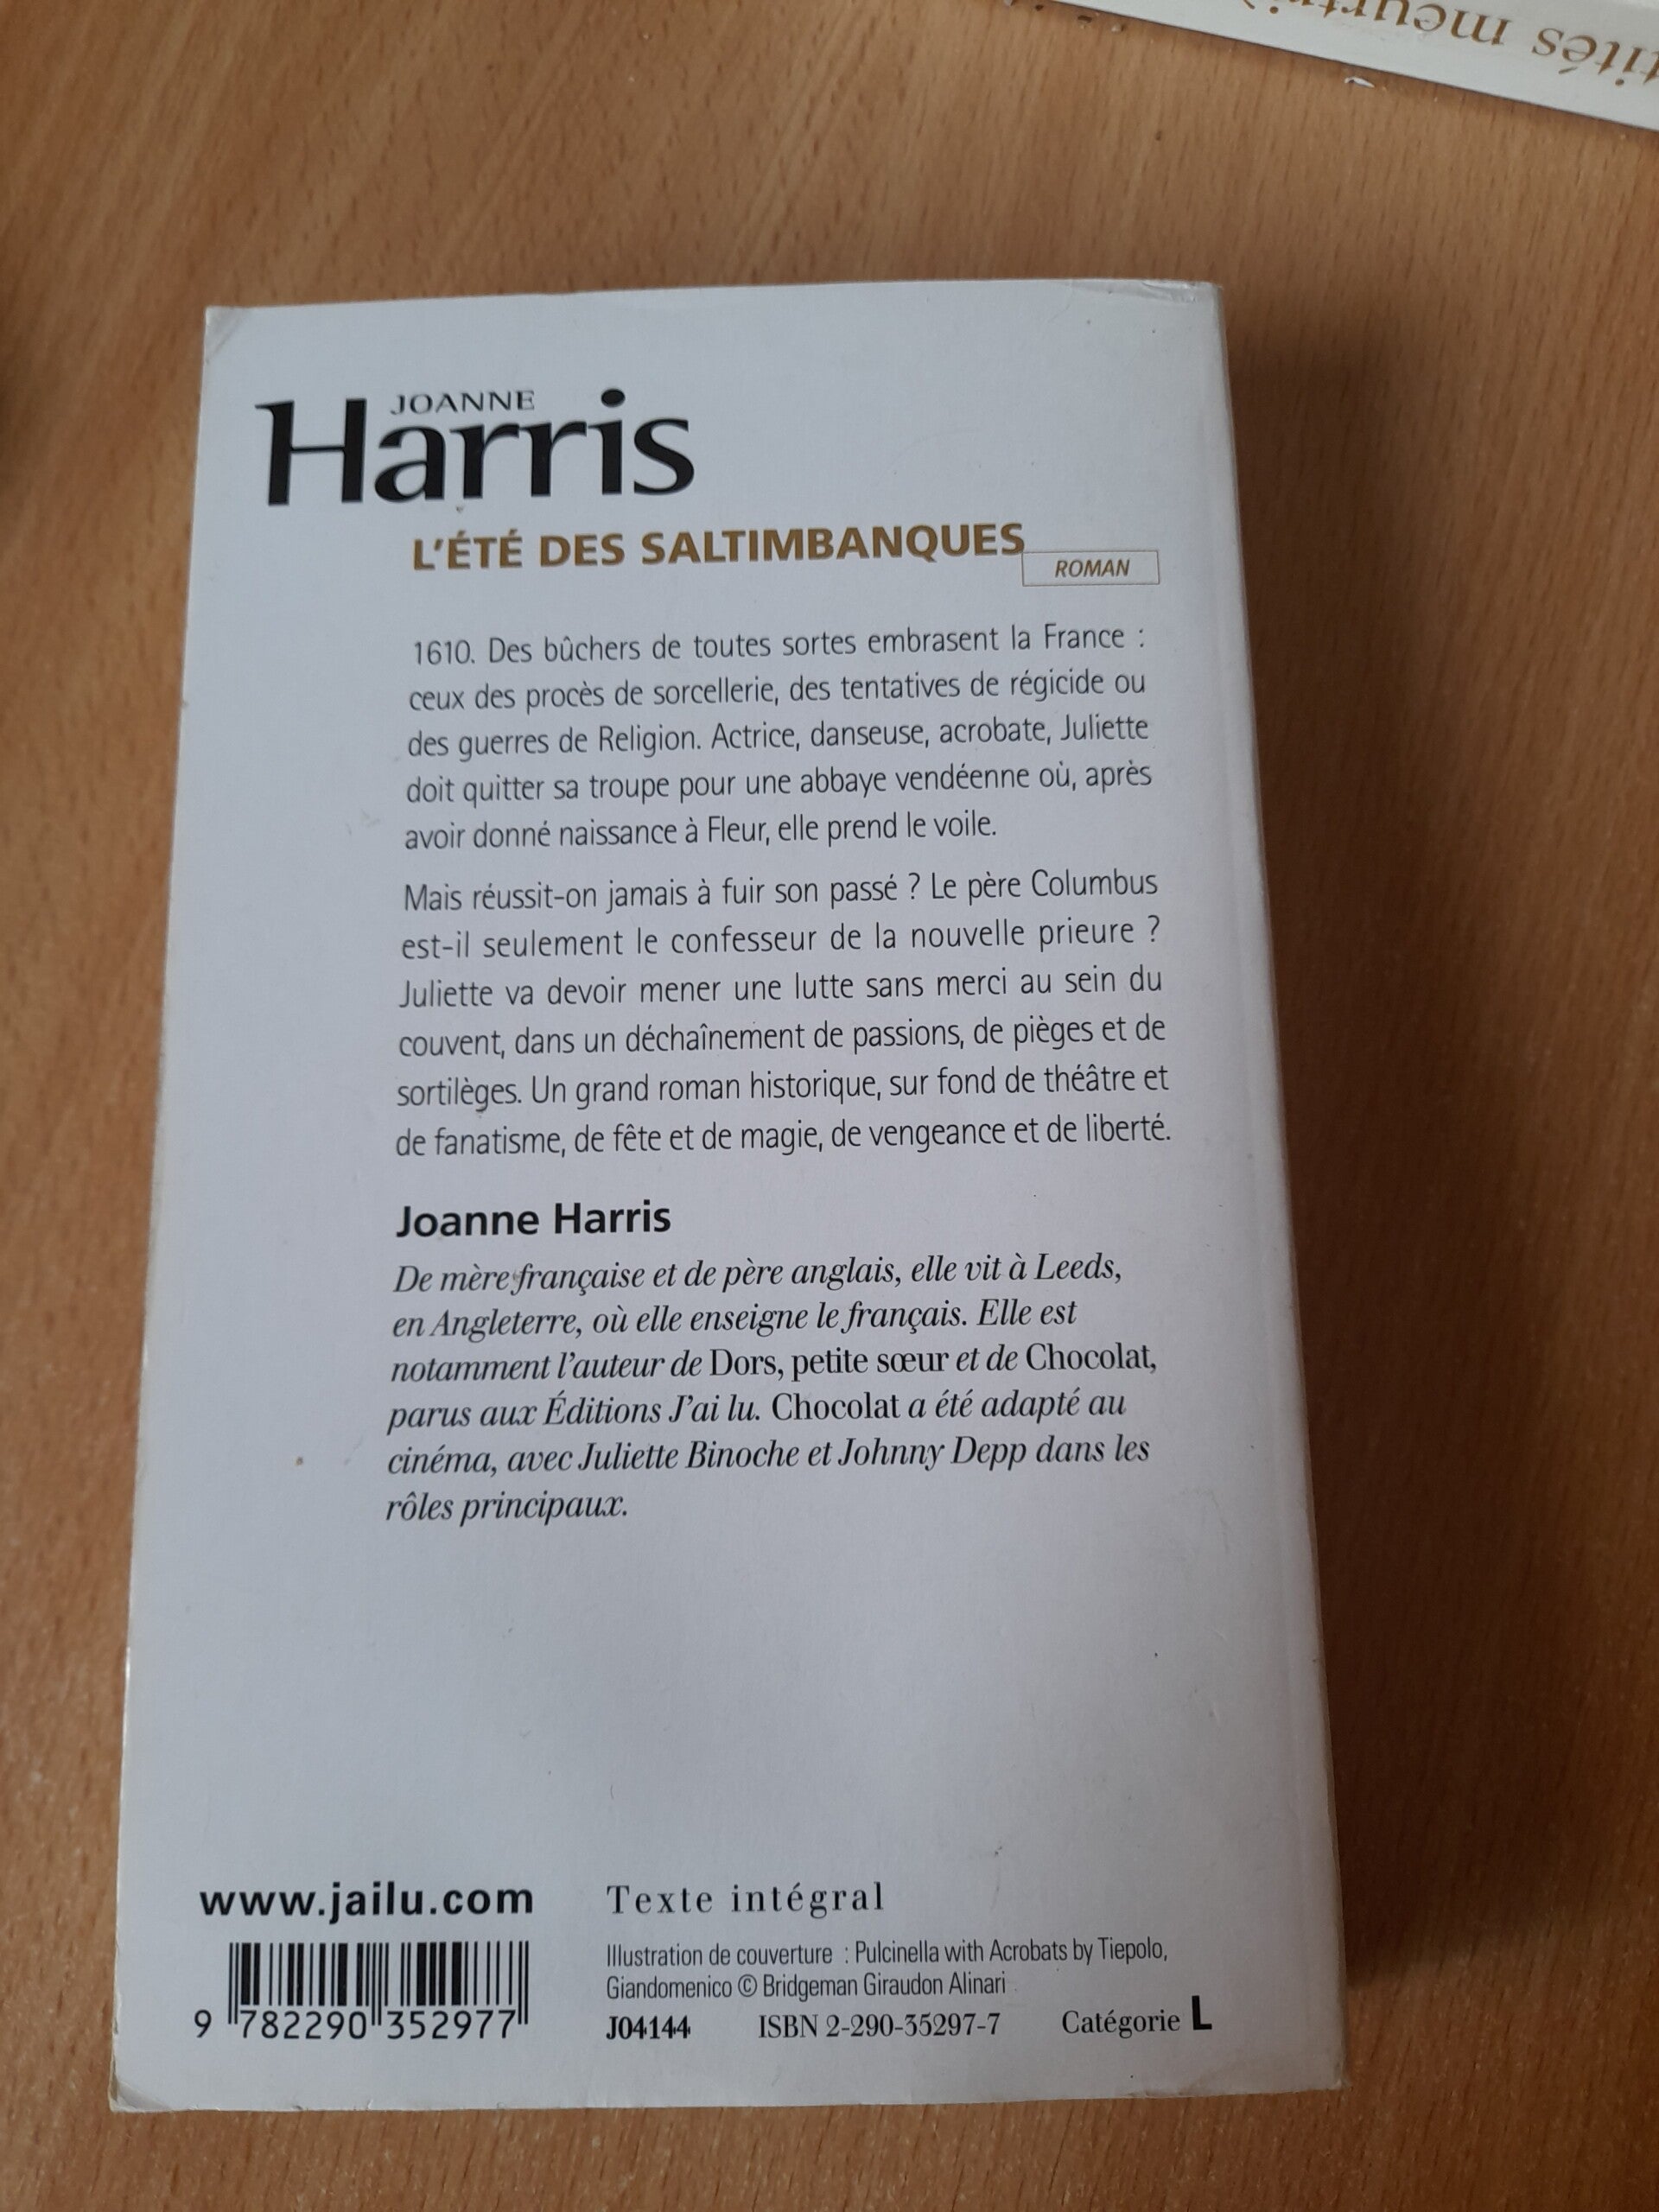 tités meurtri
JOANNE
Harris
L'ÉTÉ DES SALTIMBANQUES
ROMAN
1610. Des bûchers de toutes sortes embrasent la France :
ceux des procès de sorcellerie, des tentatives de régicide ou
des guerres de Religion. Actrice, danseuse, acrobate, Juliette
doit quitter sa troupe pour une abbaye vendéenne où, après
avoir donné naissance à Fleur, elle prend le voile.
Mais réussit-on jamais à fuir son passé ? Le père Columbus
est-il seulement le confesseur de la nouvelle prieure ?
Juliette va devoir mener une lutte sans merci au sein du
couvent, dans un déchaînement de passions, de pièges et de
sortilèges. Un grand roman historique, sur fond de théâtre et
de fanatisme, de fête et de magie, de vengeance et de liberté.
Joanne Harris
De mère française et de père anglais, elle vit à Leeds,
en Angleterre, où elle enseigne le français. Elle est
notamment l'auteur de Dors, petite sœur et de Chocolat,
parus aux Éditions J'ai lu. Chocolat a été adapté au
cinéma, avec Juliette Binoche et Johnny Depp dans les
rôles principaux.
www.jailu.com
Texte intégral
Illustration de couverture : Pulcinella with Acrobats by Tiepolo,
Giandomenico © Bridgeman Giraudon Alinari
9 782290 352977
J04144 ISBN 2-290-35297-7 Catégorie L